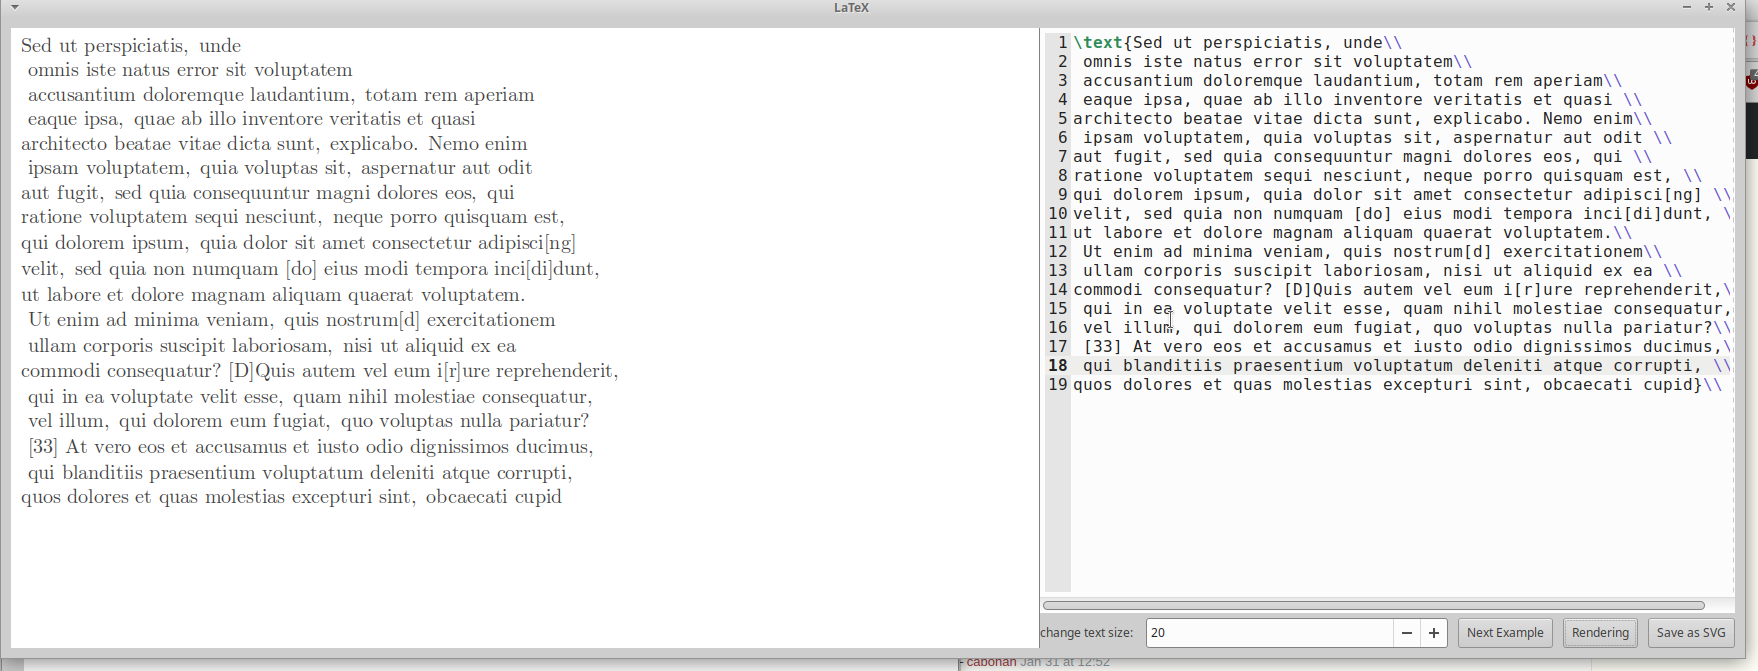 LaTeX
Sed ut perspiciatis, unde
omnis iste natus error sit voluptatem
accusantium doloremque laudantium, totam rem aperiam
eaque ipsa, quae ab illo inventore veritatis et quasi
architecto beatae vitae dicta sunt, explicabo. Nemo enim
ipsam voluptatem, quia voluptas sit, aspernatur aut odit
aut fugit, sed quia consequuntur magni dolores eos, qui
ratione voluptatem sequi nesciunt, neque porro quisquam est,
qui dolorem ipsum, quia dolor sit amet consectetur adipisci[ng]
velit, sed quia non numquam [do] eius modi tempora inci[di]dunt,
ut labore et dolore magnam aliquam quaerat voluptatem.
Ut enim ad minima veniam, quis nostrum[d] exercitationem
ullam corporis suscipit laboriosam, nisi ut aliquid ex ea
commodi consequatur? [D]Quis autem vel eum i[r]ure reprehenderit,
qui in ea voluptate velit esse, quam nihil molestiae consequatur,
vel illum, qui dolorem eum fugiat, quo voluptas nulla pariatur?
[33] At vero eos et accusamus et iusto odio dignissimos ducimus,
qui blanditiis praesentium voluptatum deleniti atque corrupti,
quos dolores et quas molestias excepturi sint, obcaecati cupid
1 \text{Sed ut perspiciatis, unde\\
2 omnis iste natus error sit voluptatem\\
3 accusantium doloremque laudantium, totam rem aperiam\\
4 eaque ipsa, quae ab illo inventore veritatis et quasi \\
5 architecto beatae vitae dicta sunt, explicabo. Nemo enim\\
6 ipsam voluptatem, quia voluptas sit, aspernatur aut odit \\
7 aut fugit, sed quia consequuntur magni dolores eos, qui \\
8 ratione voluptatem sequi nesciunt, neque porro quisquam est, \\
9 qui dolorem ipsum, quia dolor sit amet consectetur adipisci[ng] \\
10 velit, sed quia non numquam [do] eius modi tempora inci[di]dunt, \
11 ut labore et dolore magnam aliquam quaerat voluptatem.\\
12 Ut enim ad minima veniam, quis nostrum[d] exercitationem\\
13 ullam corporis suscipit laboriosam, nisi ut aliquid ex ea \\
14 commodi consequatur? [D]Quis autem vel eum i[r]ure reprehenderit,\
15 qui in ea voluptate velit esse, quam nihil molestiae consequatur,
16 vel illum, qui dolorem eum fugiat, quo voluptas nulla pariatur?\\
17 [33] At vero eos et accusamus et iusto odio dignissimos ducimus,\
18 qui blanditiis praesentium voluptatum deleniti atque corrupti, \\
19 quos dolores et quas molestias excepturi sint, obcaecati cupid}\\
change text size: 20 Next Example Rendering Save as SVG
cabohan Jan 31 at 12:52